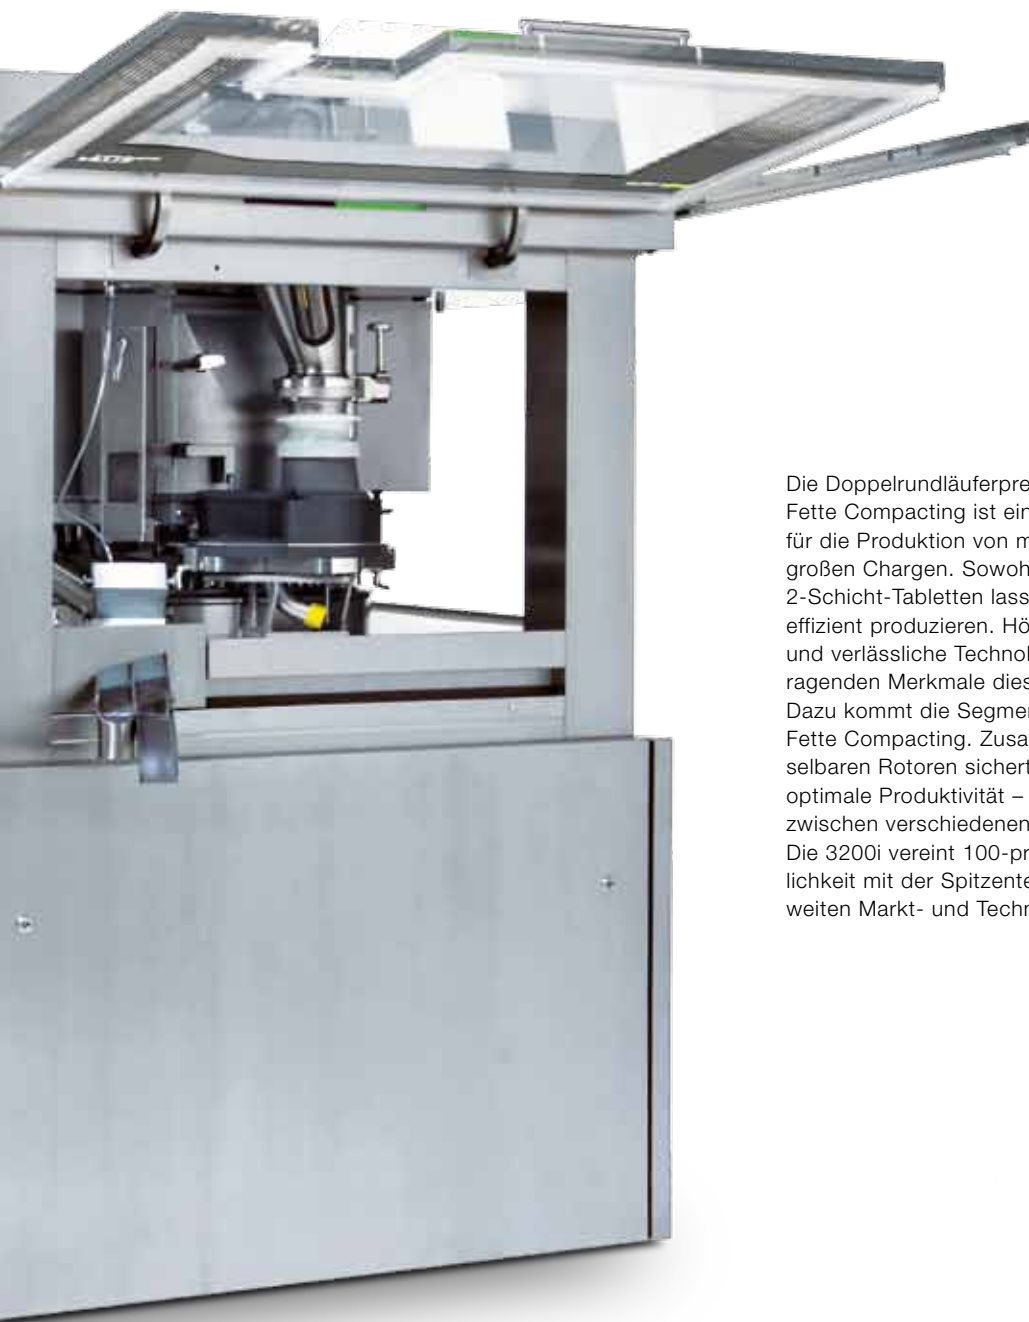 Die Doppelrundläuferpre
Fette Compacting ist ein
für die Produktion von m
großen Chargen. Sowoh
2-Schicht-Tabletten lass
effizient produzieren. Hö
und verlässliche Technol
ragenden Merkmale dies
Dazu kommt die Segmer
Fette Compacting. Zusa
selbaren Rotoren sichert
optimale Produktivität –
zwischen verschiedenen
Die 3200i vereint 100-pr
lichkeit mit der Spitzente
weiten Markt- und Techn